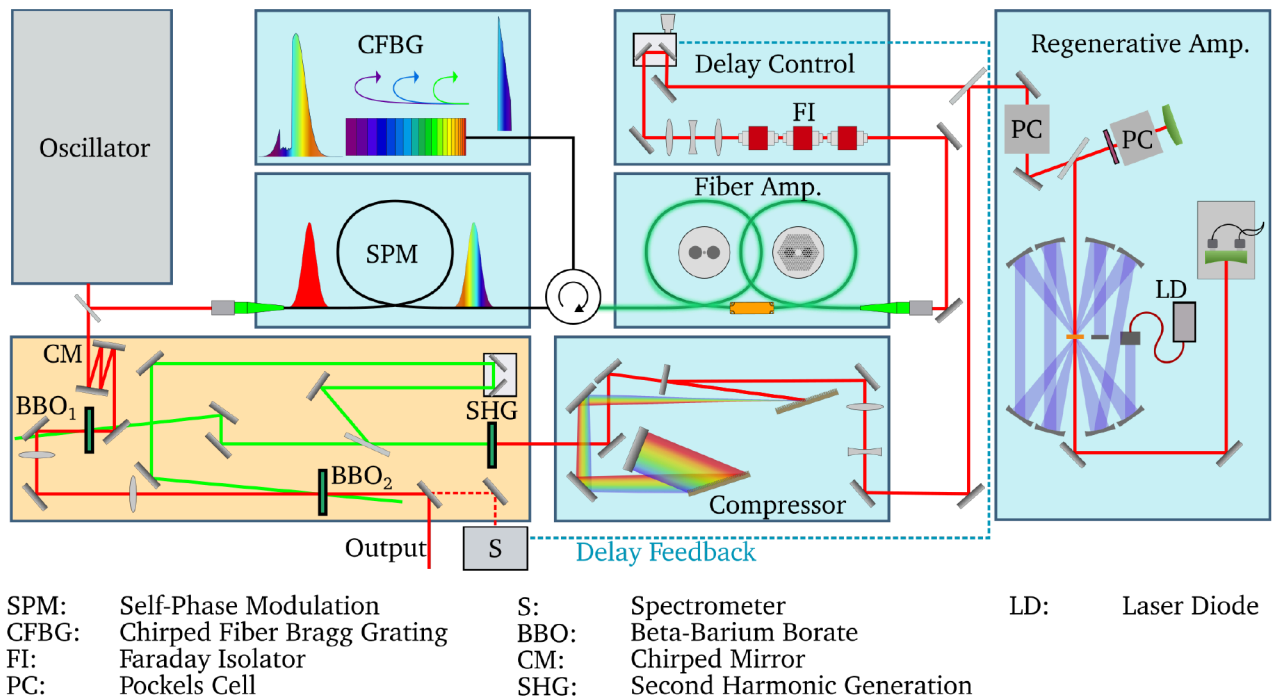 CFBG
Delay Control
Regenerative Amp.
Oscillator
FI
PC
PC
Fiber Amp.
SPM
LD
CM
BBO1
SHG
BBO2
Compressor
Output
S
Delay Feedback
SPM: Self-Phase Modulation
CFBG: Chirped Fiber Bragg Grating
FI: Faraday Isolator
PC: Pockels Cell
S: Spectrometer
BBO: Beta-Barium Borate
CM: Chirped Mirror
SHG: Second Harmonic Generation
LD: Laser Diode